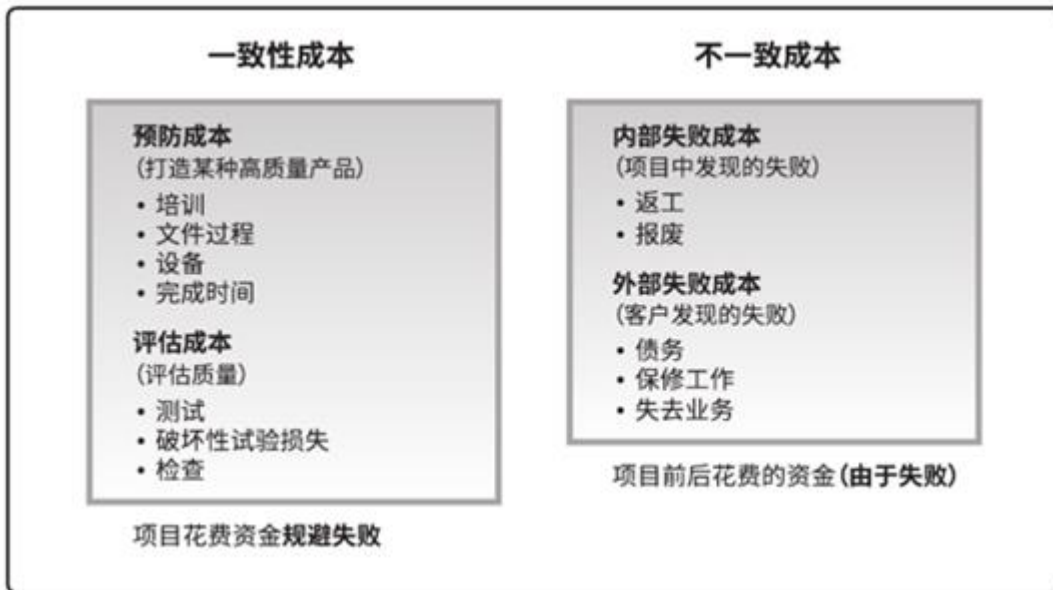 一致性成本
预防成本
(打造某种高质量产品)
• 培训
• 文件过程
• 设备
• 完成时间
评估成本
(评估质量)
• 测试
• 破坏性试验损失
• 检查
项目花费资金规避失败
不一致成本
内部失败成本
(项目中发现的失败)
• 返工
• 报废
外部失败成本
(客户发现的失败)
• 债务
• 保修工作
• 失去业务
项目前后花费的资金(由于失败)